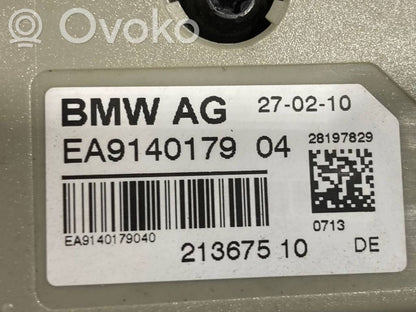 Ovoko
BMW AG 27-02-10
EA9140179 04 28197829
EA9140179040 0713
213675 10 DE